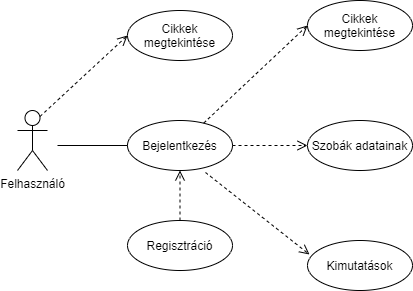 Cikkek
megtekintése
Cikkek
megtekintése
Felhasználó
Bejelentkezés
Szobák adatainak
Regisztráció
Kimutatások